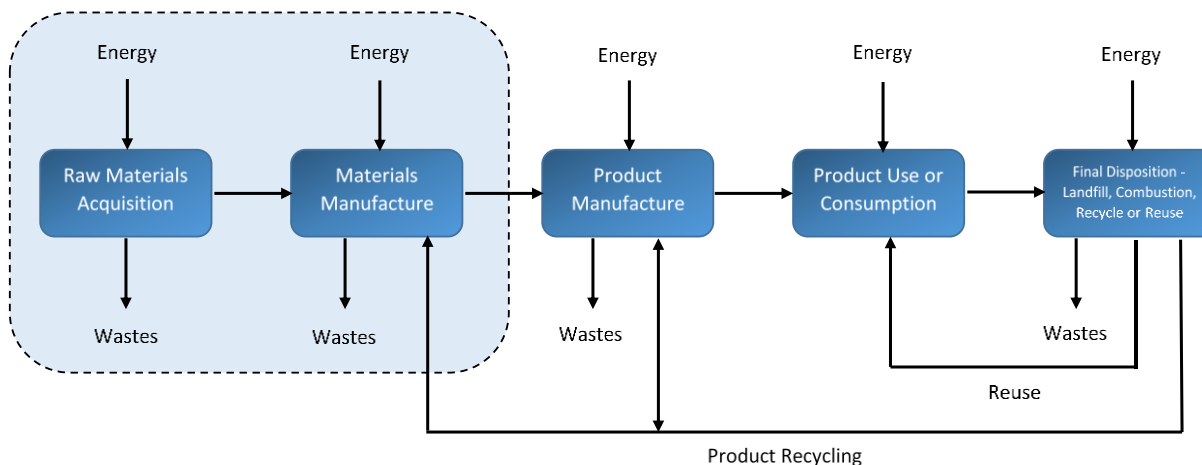 Energy
Energy
Energy
Energy
Energy
Raw Materials
Acquisition
Materials
Manufacture
Product
Manufacture
Product Use or
Consumption
Final Disposition -
Landfill, Combustion,
Recycle or Reuse
Wastes
Wastes
Wastes
Wastes
Reuse
Product Recycling